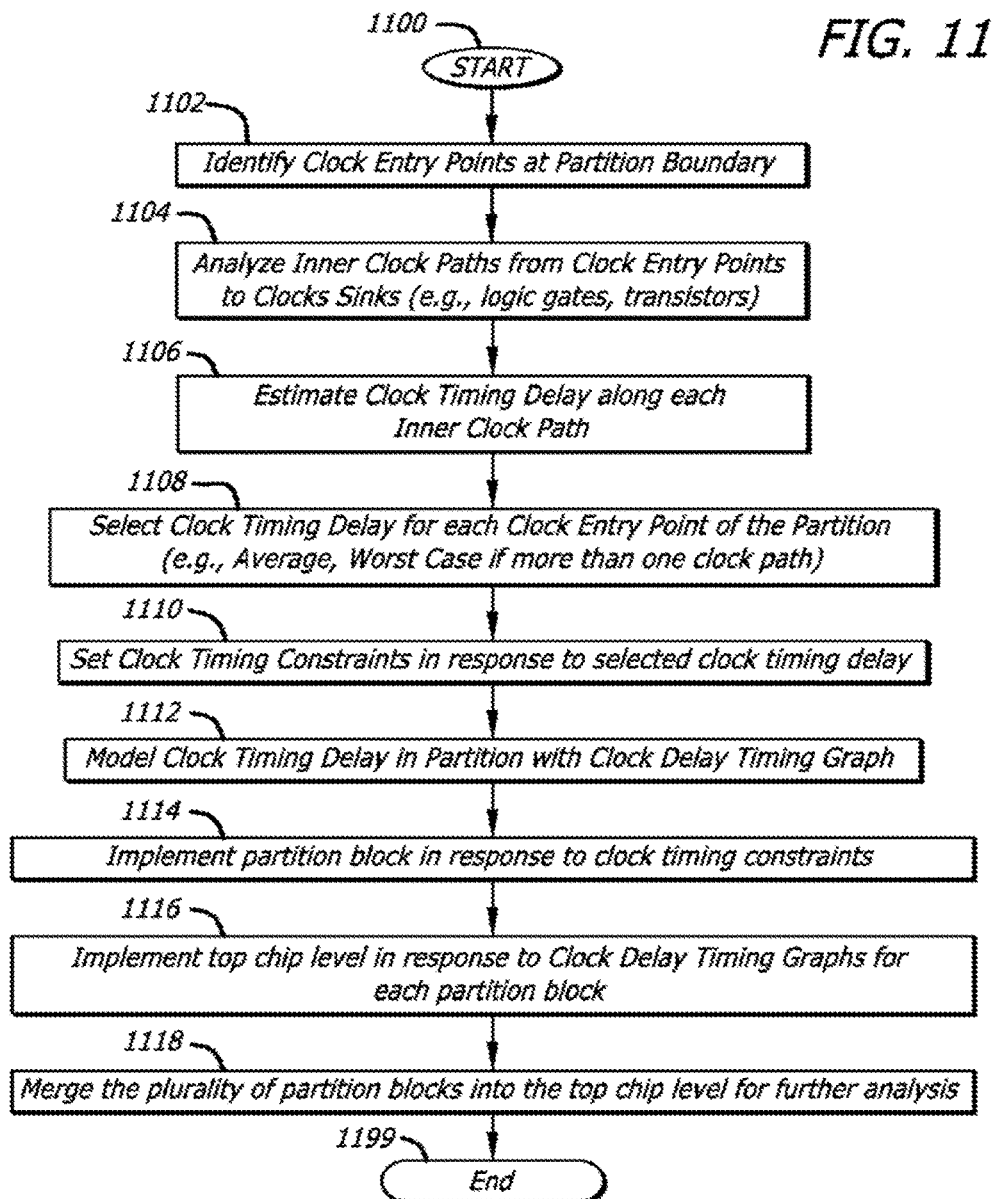 FIG. 11
1100
START
1102
Identify Clock Entry Points at Partition Boundary
1104
Analyze Inner Clock Paths from Clock Entry Points
to Clocks Sinks (e.g., logic gates, transistors)
1106
Estimate Clock Timing Delay along each
Inner Clock Path
1108
Select Clock Timing Delay for each Clock Entry Point of the Partition
(e.g., Average, Worst Case if more than one clock path)
1110
Set Clock Timing Constraints in response to selected clock timing delay
1112
Model Clock Timing Delay in Partition with Clock Delay Timing Graph
1114
Implement partition block in response to clock timing constraints
1116
Implement top chip level in response to Clock Delay Timing Graphs for
each partition block
1118
Merge the plurality of partition blocks into the top chip level for further analysis
1199
End